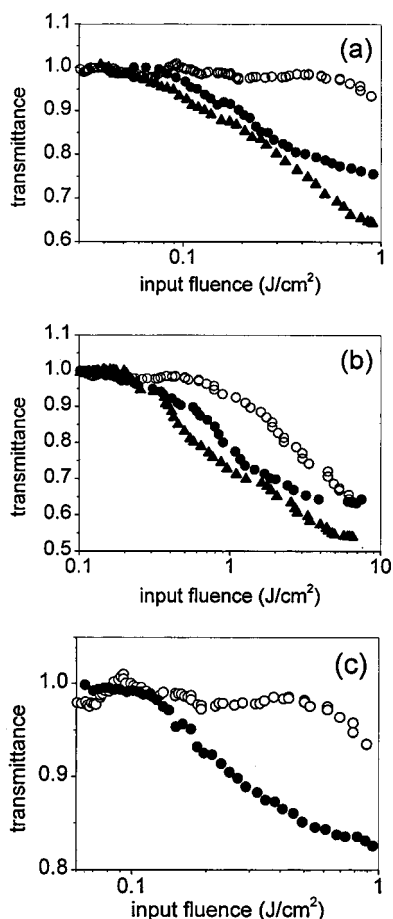 (a)
1.1
1.0
0.9
0.8
0.7
0.6
transmittance
0.1
1
input fluence (J/cm²)
(b)
1.1
1.0
0.9
0.8
0.7
0.6
0.5
transmittance
0.1
1
10
input fluence (J/cm²)
(c)
1.0
0.9
0.8
transmittance
0.1
1
input fluence (J/cm²)